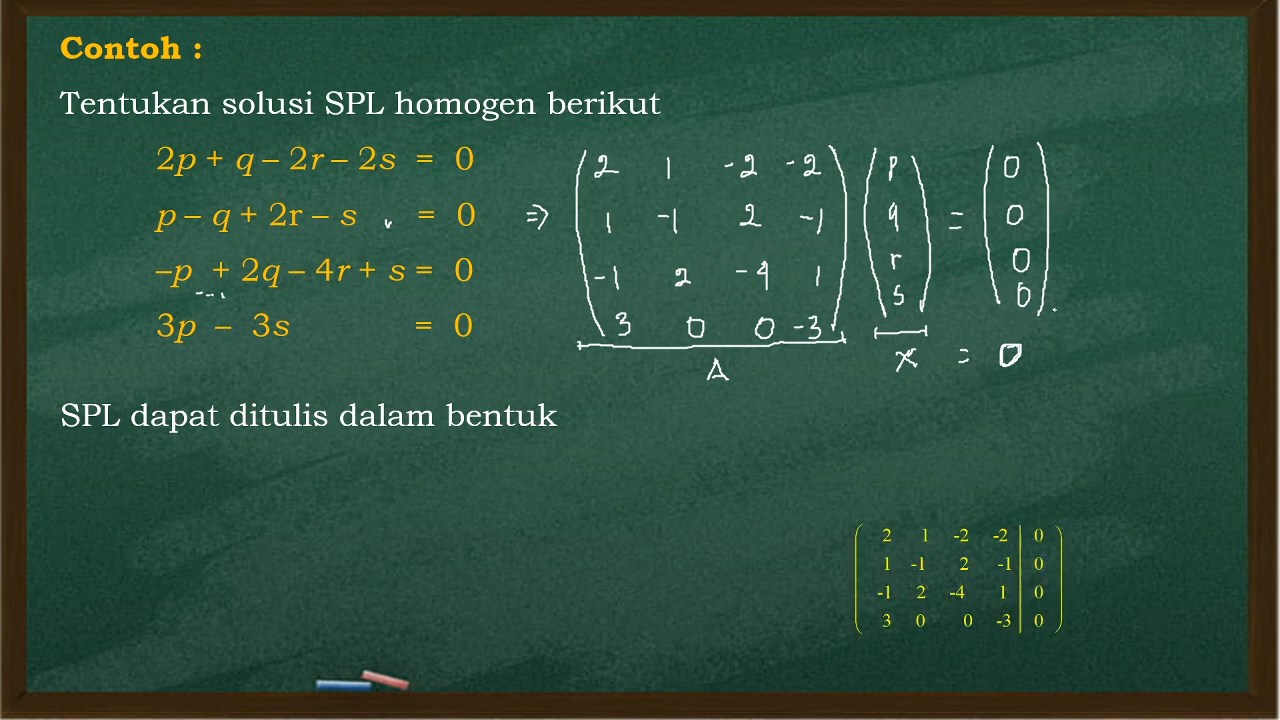 Contoh :
Tentukan solusi SPL homogen berikut
2p + q – 2r – 2s = 0
p – q + 2r – s = 0
–p + 2q – 4r + s = 0
3p – 3s = 0
⇒
2 1 -2 -2
1 -1 2 -1
-1 2 -4 1
3 0 0 -3
A
p
q
r
s
x
=
0
0
0
0
= 0
SPL dapat ditulis dalam bentuk
2 1 -2 -2 0
1 -1 2 -1 0
-1 2 -4 1 0
3 0 0 -3 0